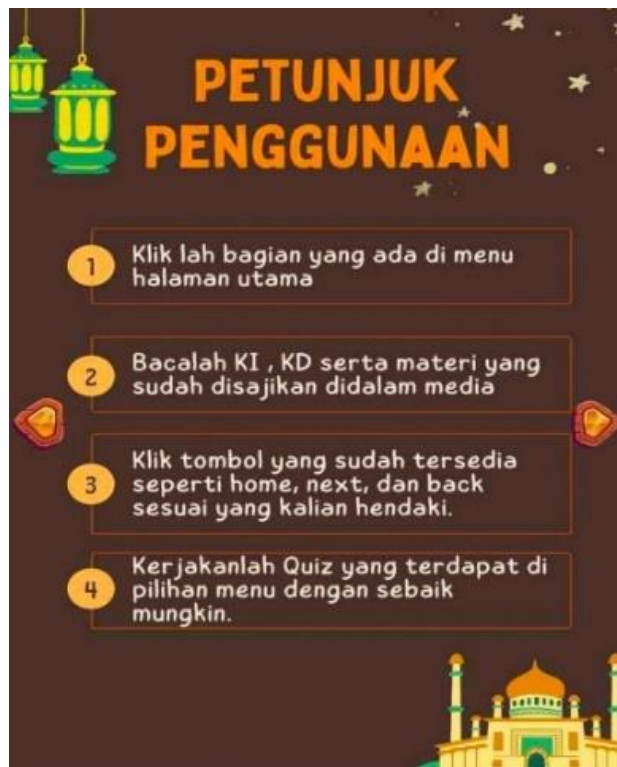 PETUNJUK
PENGGUNAAN
1
Klik lah bagian yang ada di menu
halaman utama
2
Bacalah KI , KD serta materi yang
sudah disajikan didalam media
3
Klik tombol yang sudah tersedia
seperti home, next, dan back
sesuai yang kalian hendaki.
4
Kerjakanlah Quiz yang terdapat di
pilihan menu dengan sebaik
mungkin.